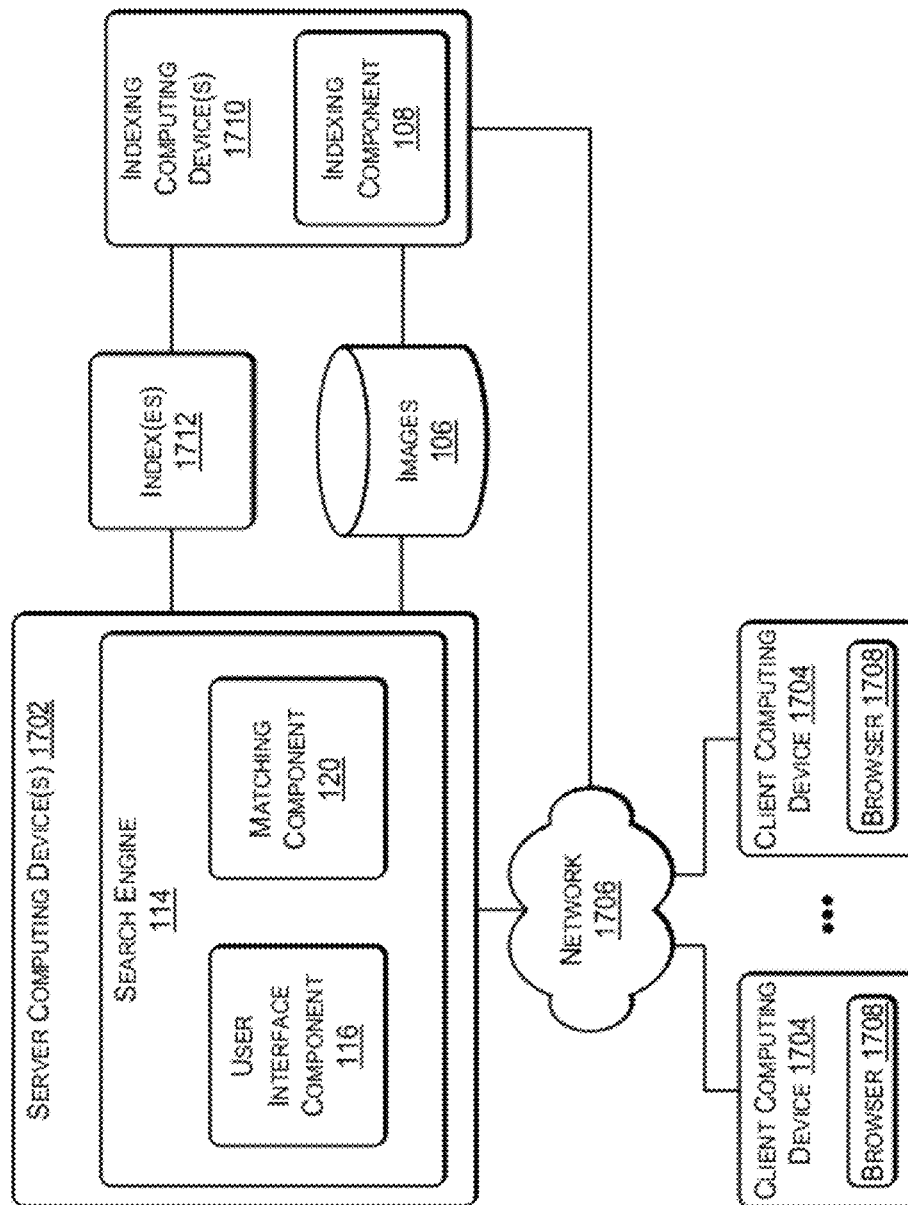 SERVER COMPUTING DEVICE(S) 1702
SEARCH ENGINE
114
USER
INTERFACE
COMPONENT
116
MATCHING
COMPONENT
120
INDEX(ES)
1712
IMAGES
106
INDEXING
COMPUTING
DEVICE(S)
1710
INDEXING
COMPONENT
108
NETWORK
1706
CLIENT COMPUTING
DEVICE 1704
BROWSER 1708
•••
CLIENT COMPUTING
DEVICE 1704
BROWSER 1708